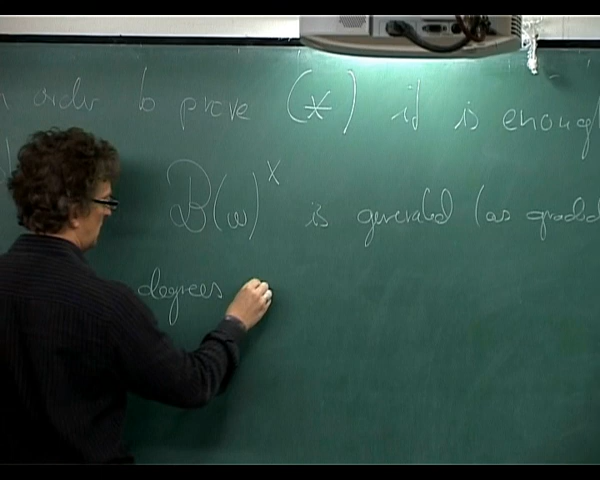 order to prove (*) it is enough
B(ω)^X is generated (as graded
degrees